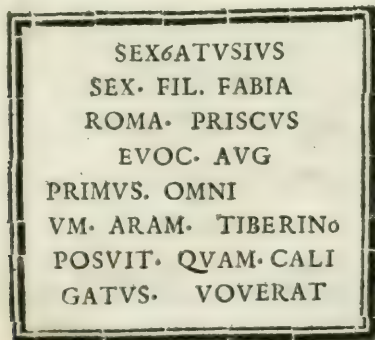 SEX6ATVSIVS
SEX· FIL. FABIA
ROMA· PRISCVS
EVOC· AVG
PRIMVS. OMNI
VM· ARAM· TIBERINo
POSVIT· QVAM· CALI
GATVS· VOVERAT